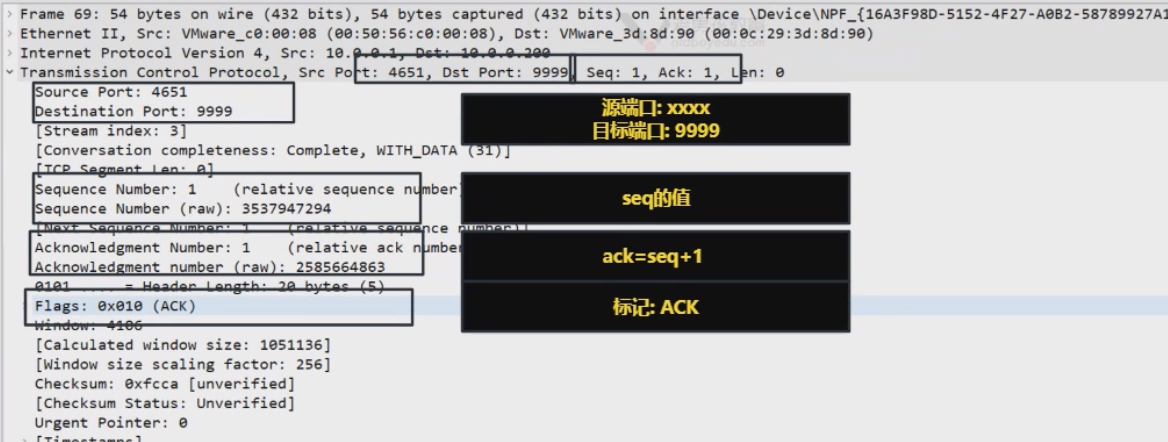 Frame 69: 54 bytes on wire (432 bits), 54 bytes captured (432 bits) on interface \Device\NPF_{16A3F98D-5152-4F27-A0B2-58789927A1
Ethernet II, Src: VMware_c0:00:08 (00:50:56:c0:00:08), Dst: VMware_3d:8d:90 (00:0c:29:3d:8d:90)
Internet Protocol Version 4, Src: 10.0.0.1, Dst: 10.0.0.200
Transmission Control Protocol, Src Port: 4651, Dst Port: 9999, Seq: 1, Ack: 1, Len: 0
Source Port: 4651
Destination Port: 9999
源端口: xxxx
目标端口: 9999
[Stream index: 3]
[Conversation completeness: Complete, WITH_DATA (31)]
[TCP Segment Len: 0]
Sequence Number: 1 (relative sequence number)
Sequence Number (raw): 3537947294
seq的值
[Next Sequence Number: 1 (relative sequence number)]
Acknowledgment Number: 1 (relative ack number
Acknowledgment number (raw): 2585664863
ack=seq+1
0101 .... = Header Length: 20 bytes (5)
Flags: 0x010 (ACK)
标记: ACK
Window: 4106
[Calculated window size: 1051136]
[Window size scaling factor: 256]
Checksum: 0xfcca [unverified]
[Checksum Status: Unverified]
Urgent Pointer: 0
[Timestamps]